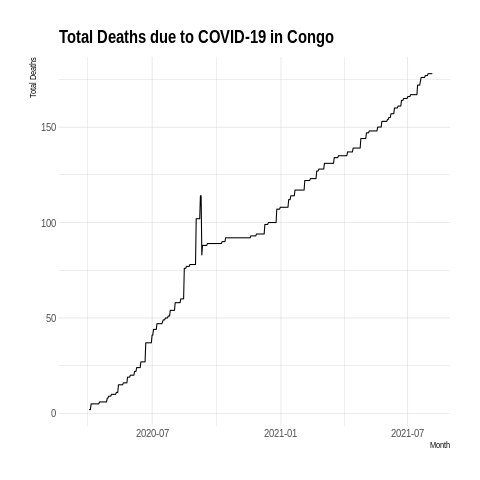 Total Deaths due to COVID-19 in Congo
Total Deaths
150
100
50
0
2020-07
2021-01
2021-07
Month